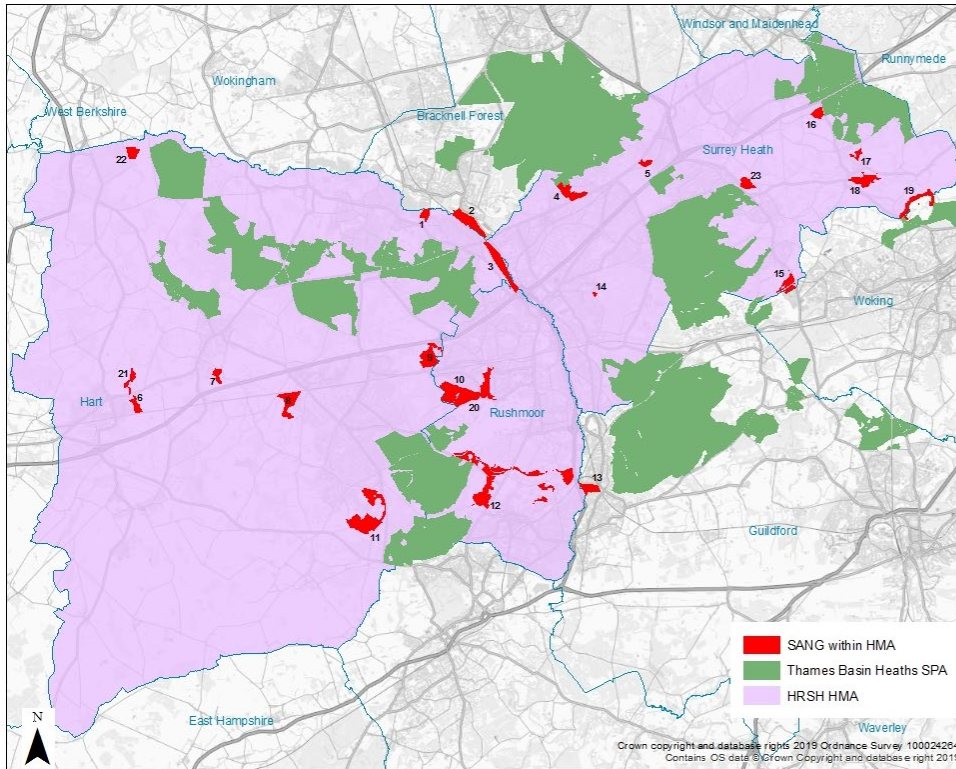 Windsor and Maidenhead
Runnymede
Wokingham
West Berkshire
Bracknell Forest
16
Surrey Heath
22
17
5
23
18
4
19
1
2
3
15
14
Woking
9
21
7
10
6
8
Hart
20
Rushmoor
13
12
11
Guildford
SANG within HMA
Thames Basin Heaths SPA
HRSH HMA
East Hampshire
N
Waverley
Crown copyright and database rights 2019 Ordnance Survey 100024264
Contains OS data © Crown Copyright and database right 2019